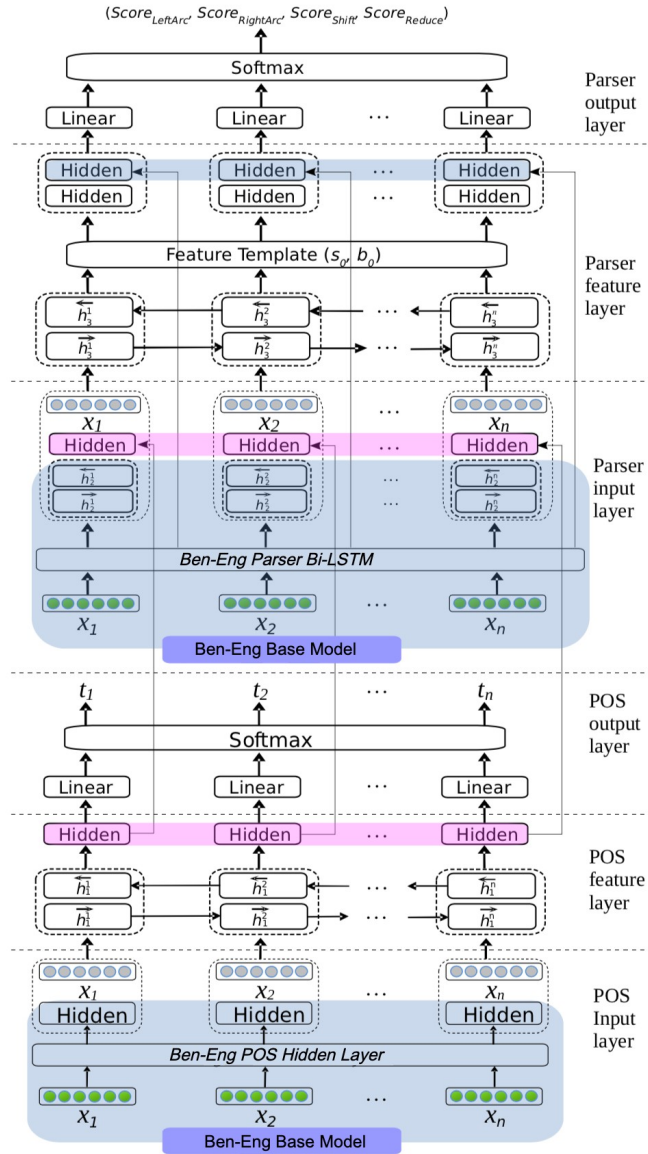 (Score_LeftArc, Score_RightArc, Score_Shift, Score_Reduce)
Softmax
Linear Linear ... Linear
Parser
output
layer
Hidden Hidden ... Hidden
Hidden Hidden ... Hidden
Feature Template (s_0, b_0)
Parser
feature
layer
←h_3^1 ←h_3^2 ... ←h_3^n
→h_3^1 →h_3^2 ... →h_3^n
x_1 x_2 ... x_n
Hidden Hidden ... Hidden
←h_2^1 ←h_2^2 ... ←h_2^n
→h_2^1 →h_2^2 ... →h_2^n
Parser
input
layer
Ben-Eng Parser Bi-LSTM
x_1 x_2 ... x_n
Ben-Eng Base Model
t_1 t_2 ... t_n
Softmax
Linear Linear ... Linear
POS
output
layer
Hidden Hidden ... Hidden
←h_1^1 ←h_1^2 ... ←h_1^n
→h_1^1 →h_1^2 ... →h_1^n
POS
feature
layer
x_1 x_2 ... x_n
Hidden Hidden ... Hidden
POS
Input
layer
Ben-Eng POS Hidden Layer
x_1 x_2 ... x_n
Ben-Eng Base Model